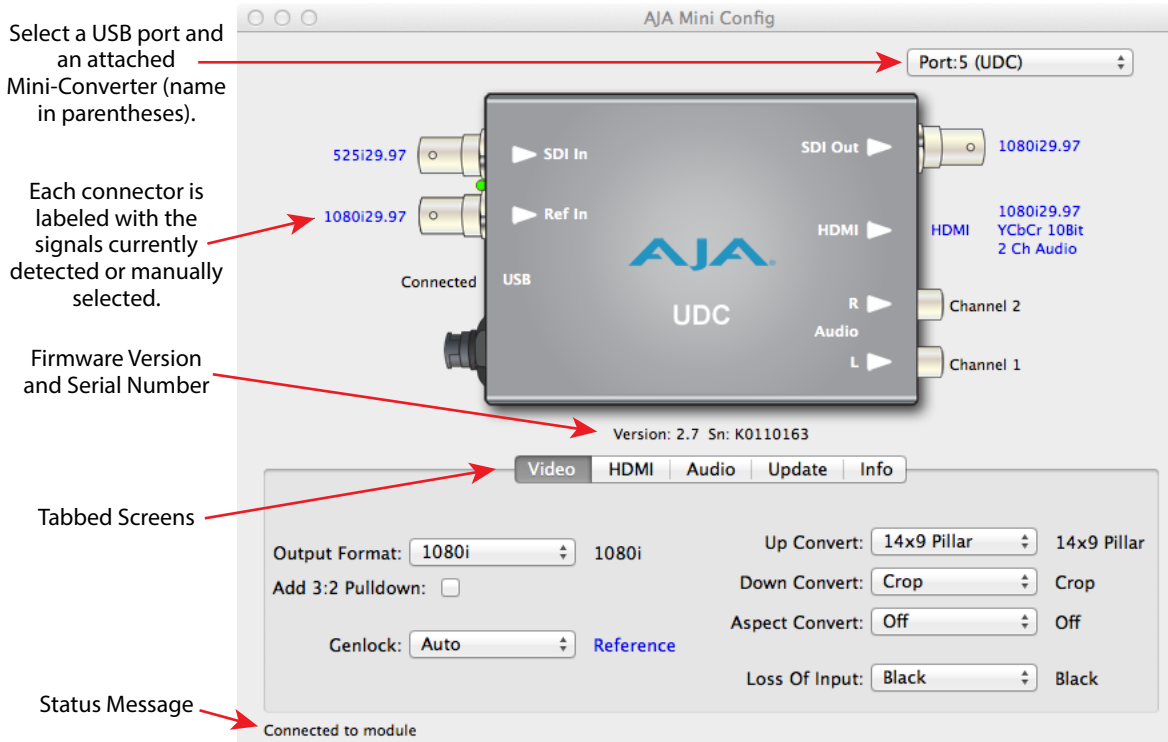 AJA Mini Config
Select a USB port and
an attached
Mini-Converter (name
in parentheses).
Port:5 (UDC)
525i29.97
SDI In
SDI Out
1080i29.97
Each connector is
labeled with the
signals currently
detected or manually
selected.
1080i29.97
Ref In
HDMI
HDMI
1080i29.97
YCbCr 10Bit
2 Ch Audio
AJA
Connected
USB
UDC
R
Channel 2
Audio
L
Channel 1
Firmware Version
and Serial Number
Version: 2.7 Sn: K0110163
Video HDMI Audio Update Info
Tabbed Screens
Output Format: 1080i 1080i
Add 3:2 Pulldown:
Genlock: Auto Reference
Up Convert: 14x9 Pillar 14x9 Pillar
Down Convert: Crop Crop
Aspect Convert: Off Off
Loss Of Input: Black Black
Status Message
Connected to module